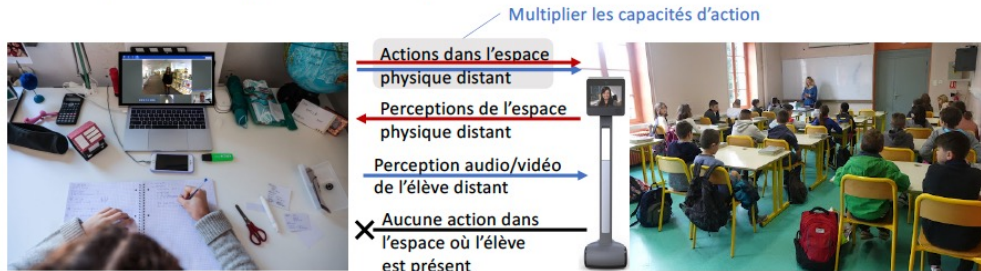 Multiplier les capacités d’action
Actions dans l’espace
physique distant
Perceptions de l’espace
physique distant
Perception audio/vidéo
de l’élève distant
Aucune action dans
l’espace où l’élève
est présent